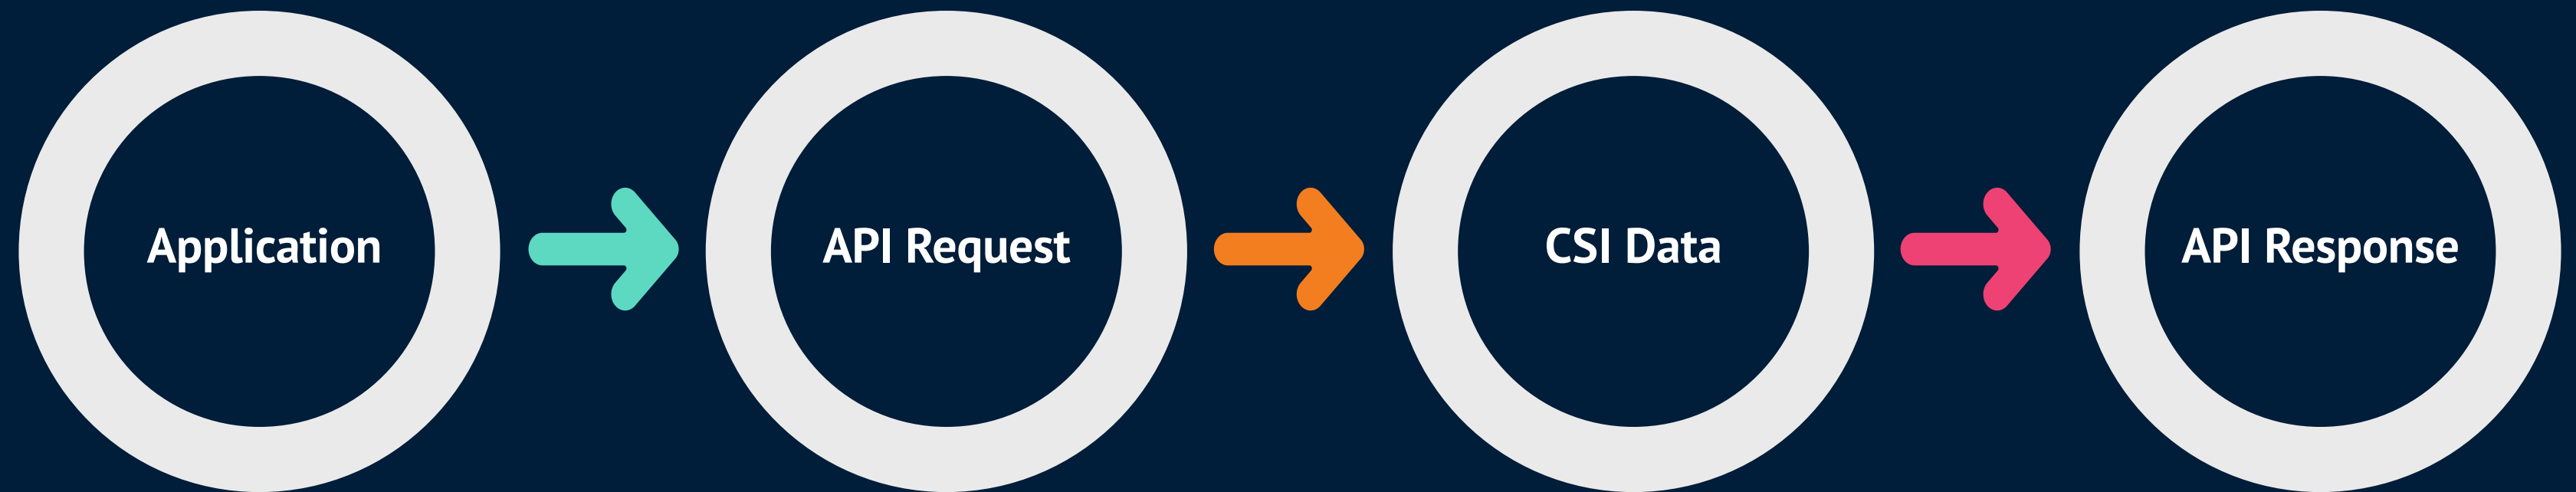 Application
API Request
CSI Data
API Response